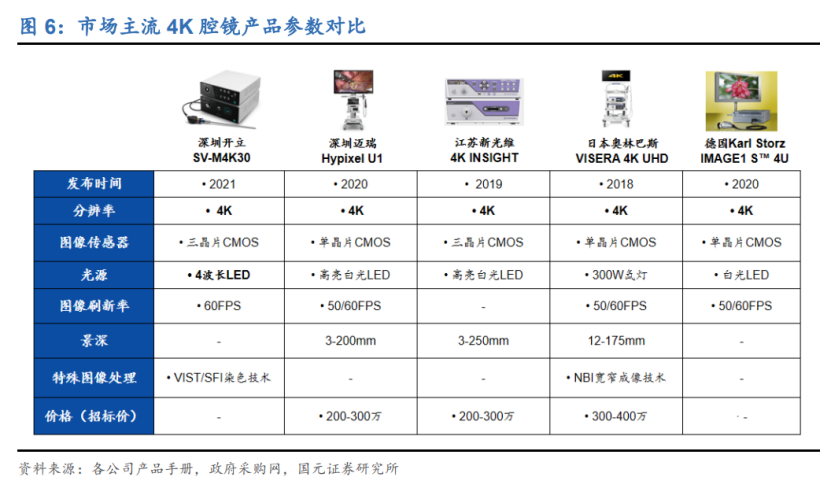 图 6：市场主流 4K 腔镜产品参数对比
4K
深圳开立 深圳迈瑞 江苏新光维 日本奥林巴斯 德国Karl Storz
SV-M4K30 Hypixel U1 4K INSIGHT VISERA 4K UHD IMAGE1 S™ 4U
发布时间 • 2021 • 2020 • 2019 • 2018 • 2020
分辨率 • 4K • 4K • 4K • 4K • 4K
图像传感器 • 三晶片CMOS • 单晶片CMOS • 三晶片CMOS • 单晶片CMOS • 单晶片CMOS
光源 • 4波长LED • 高亮白光LED • 高亮白光LED • 300W氙灯 • 白光LED
图像刷新率 • 60FPS • 50/60FPS - • 50/60FPS • 50/60FPS
景深 - 3-200mm 3-250mm 12-175mm -
特殊图像处理 • VIST/SFI染色技术 - - • NBI宽窄成像技术 -
价格（招标价） - • 200-300万 • 200-300万 • 300-400万 -
资料来源：各公司产品手册，政府采购网，国元证券研究所